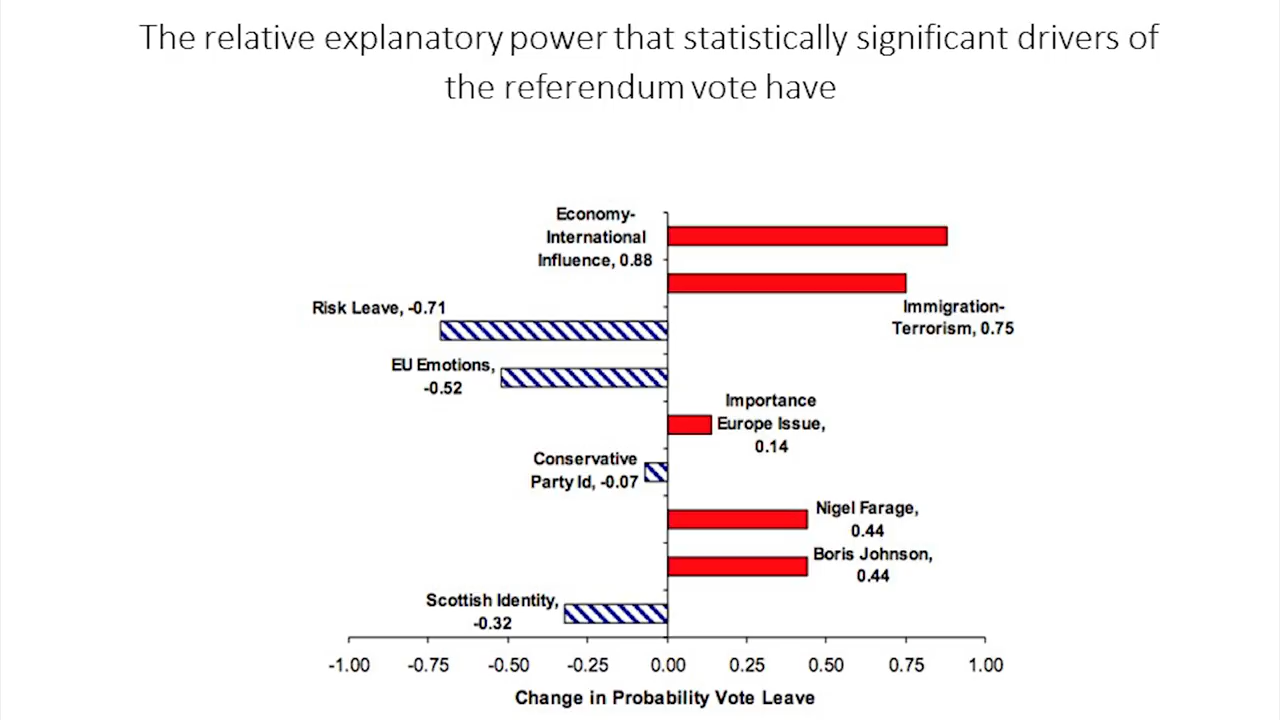 The relative explanatory power that statistically significant drivers of
the referendum vote have
Economy-
International
Influence, 0.88
Immigration-
Terrorism, 0.75
Risk Leave, -0.71
EU Emotions,
-0.52
Importance
Europe Issue,
0.14
Conservative
Party Id, -0.07
Nigel Farage,
0.44
Boris Johnson,
0.44
Scottish Identity,
-0.32
-1.00 -0.75 -0.50 -0.25 0.00 0.25 0.50 0.75 1.00
Change in Probability Vote Leave